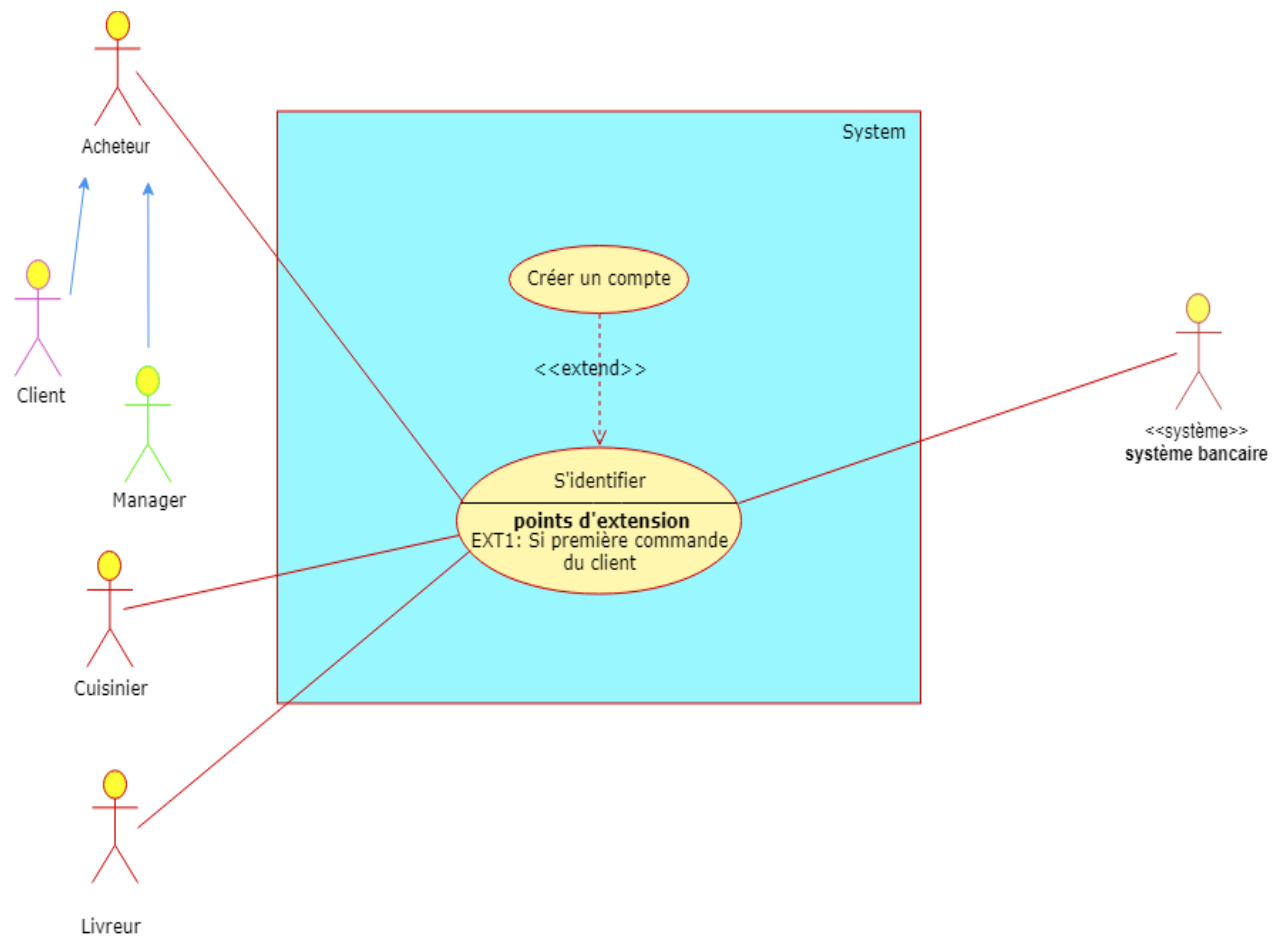 Acheteur
System
Créer un compte
<<extend>>
Client
Manager
<<système>>
système bancaire
S'identifier
points d'extension
EXT1: Si première commande
du client
Cuisinier
Livreur